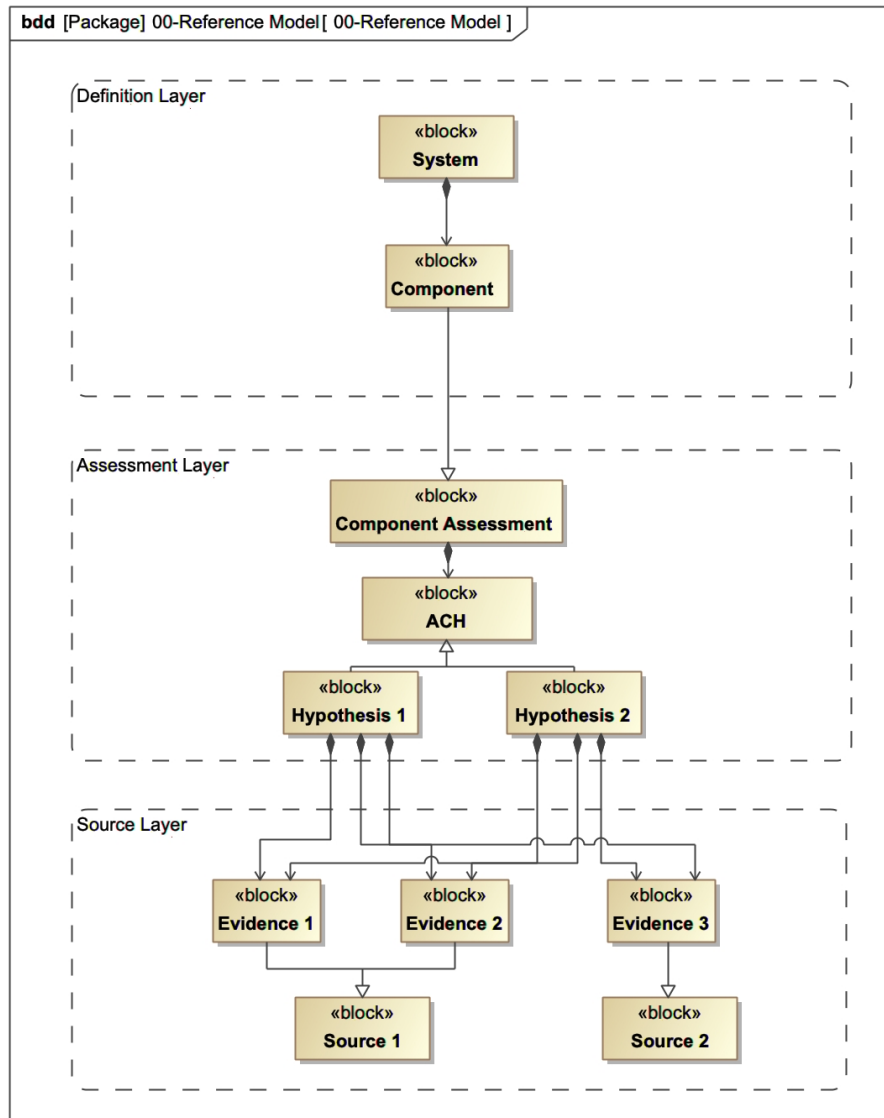 bdd [Package] 00-Reference Model[ 00-Reference Model ]
Definition Layer
«block»
System
«block»
Component
Assessment Layer
«block»
Component Assessment
«block»
ACH
«block»
Hypothesis 1
«block»
Hypothesis 2
Source Layer
«block»
Evidence 1
«block»
Evidence 2
«block»
Evidence 3
«block»
Source 1
«block»
Source 2